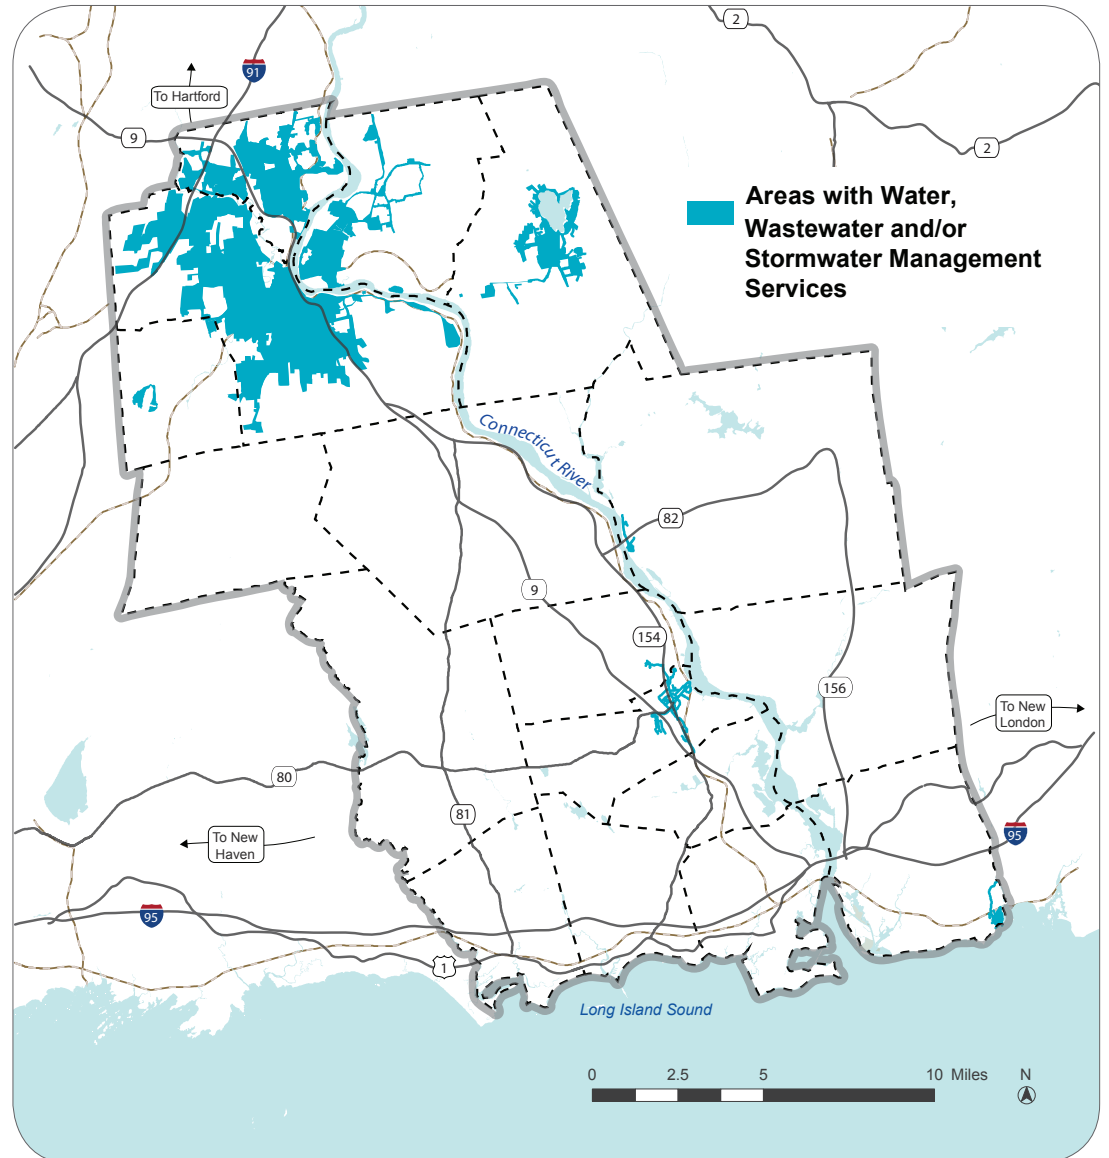 2
91
To Hartford
9
2
Areas with Water,
Wastewater and/or
Stormwater Management
Services
Connecticut River
82
9
154
156
To New
London
80
81
To New
Haven
95
95
1
Long Island Sound
0 2.5 5 10 Miles N